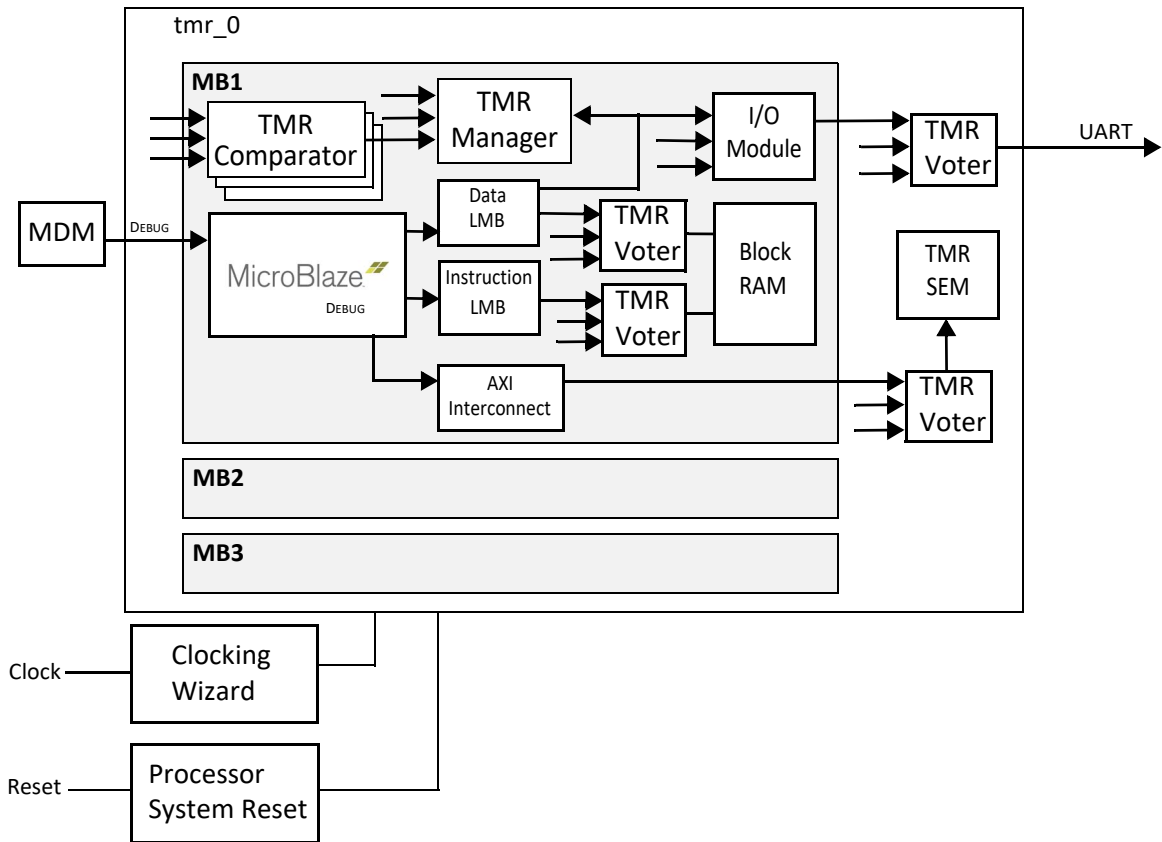 tmr_0
MB1
TMR
Comparator
TMR
Manager
I/O
Module
TMR
Voter
UART
Data
LMB
TMR
Voter
Block
RAM
MDM
DEBUG
MicroBlaze
DEBUG
Instruction
LMB
TMR
Voter
TMR
SEM
AXI
Interconnect
TMR
Voter
MB2
MB3
Clock
Clocking
Wizard
Reset
Processor
System Reset